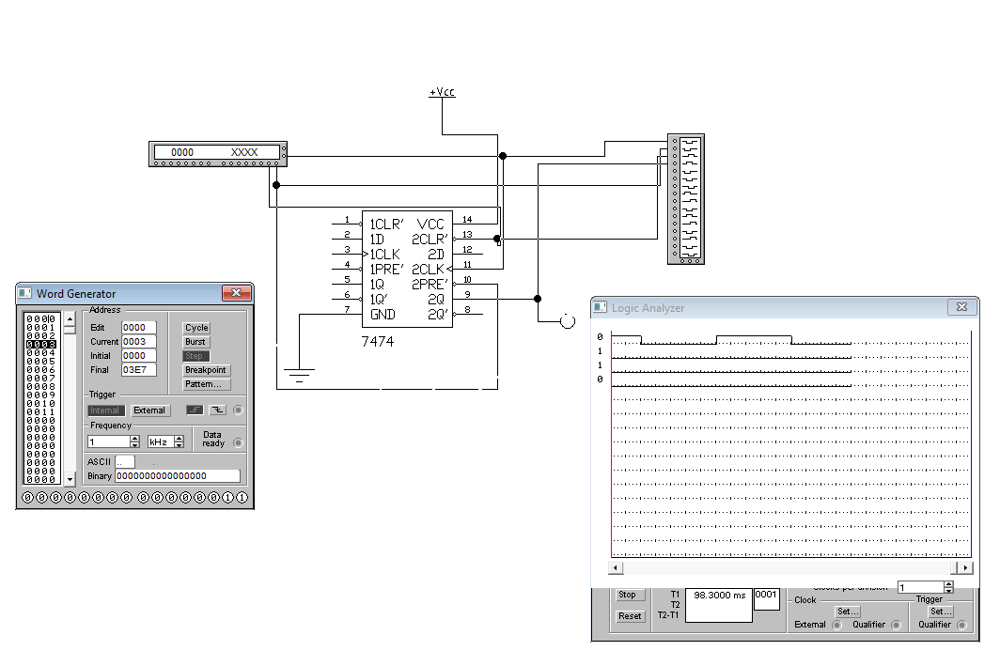 +Vcc
0000 XXXX
1 1CLR' VCC 14
2 1D 2CLR' 13
3 1CLK 2D 12
4 1PRE' 2CLK 11
5 1Q 2PRE' 10
6 1Q' 2Q 9
7 GND 2Q' 8
7474
Word Generator
0000
0001
0002
0003
0004
0005
0006
0007
0008
0009
0010
0011
0000
0000
0000
0000
0000
0000
0000
0000
Address
Edit 0000
Current 0003
Initial 0000
Final 03E7
Cycle
Burst
Step
Breakpoint
Pattern...
Trigger
Internal External
Frequency
1 kHz
Data ready
ASCII ..
Binary 0000000000000000
0 0 0 0 0 0 0 0 0 0 0 0 0 0 1 1
Logic Analyzer
0
1
1
0
Clocks per division 1
Stop
Reset
T1 98.3000 ms 0001
T2
T2-T1
Clock
Set...
External Qualifier
Trigger
Set...
Qualifier